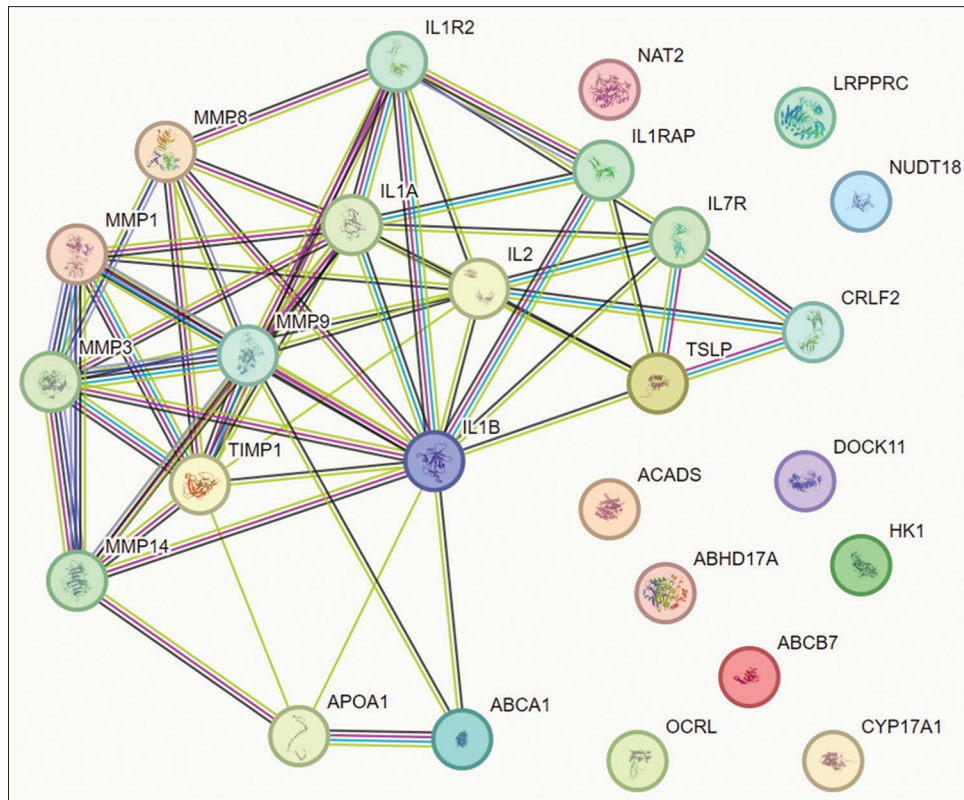 IL1R2
NAT2
LRPPRC
MMP8
IL1RAP
NUDT18
IL1A
IL7R
MMP1
IL2
CRLF2
MMP9
TSLP
MMP3
IL1B
TIMP1
DOCK11
ACADS
HK1
MMP14
ABHD17A
ABCB7
APOA1
ABCA1
OCRL
CYP17A1